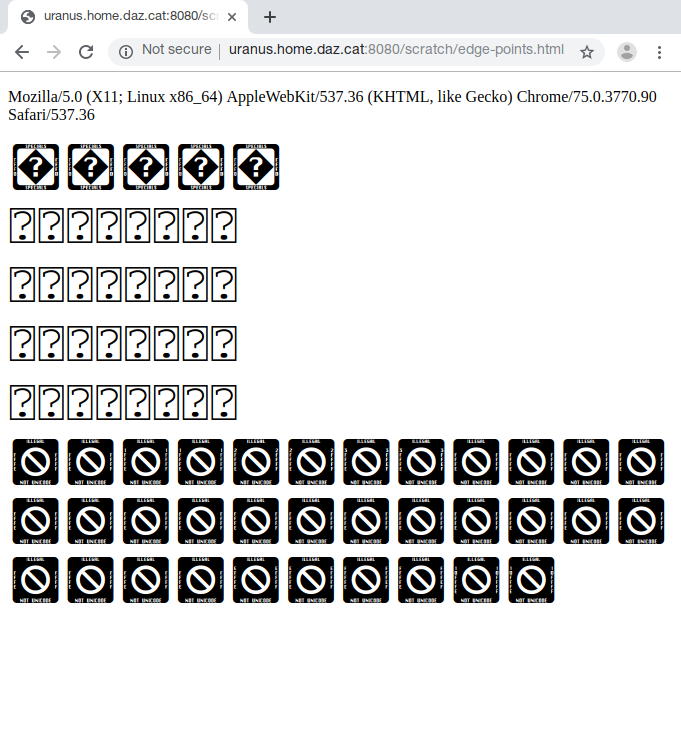 uranus.home.daz.cat:8080/scr
Not secure | uranus.home.daz.cat:8080/scratch/edge-points.html
Mozilla/5.0 (X11; Linux x86_64) AppleWebKit/537.36 (KHTML, like Gecko) Chrome/75.0.3770.90
Safari/537.36
SPECIALS SPECIALS SPECIALS SPECIALS SPECIALS
? ? ? ? ?
SPECIALS SPECIALS SPECIALS SPECIALS SPECIALS
? ? ? ? ? ? ? ?
? ? ? ? ? ? ? ?
? ? ? ? ? ? ? ?
? ? ? ? ? ? ? ?
ILLEGAL ILLEGAL ILLEGAL ILLEGAL ILLEGAL ILLEGAL ILLEGAL ILLEGAL ILLEGAL ILLEGAL ILLEGAL ILLEGAL
NOT UNICODE NOT UNICODE NOT UNICODE NOT UNICODE NOT UNICODE NOT UNICODE NOT UNICODE NOT UNICODE NOT UNICODE NOT UNICODE NOT UNICODE NOT UNICODE
ILLEGAL ILLEGAL ILLEGAL ILLEGAL ILLEGAL ILLEGAL ILLEGAL ILLEGAL ILLEGAL ILLEGAL ILLEGAL ILLEGAL
NOT UNICODE NOT UNICODE NOT UNICODE NOT UNICODE NOT UNICODE NOT UNICODE NOT UNICODE NOT UNICODE NOT UNICODE NOT UNICODE NOT UNICODE NOT UNICODE
ILLEGAL ILLEGAL ILLEGAL ILLEGAL ILLEGAL ILLEGAL ILLEGAL ILLEGAL ILLEGAL ILLEGAL
NOT UNICODE NOT UNICODE NOT UNICODE NOT UNICODE NOT UNICODE NOT UNICODE NOT UNICODE NOT UNICODE NOT UNICODE NOT UNICODE